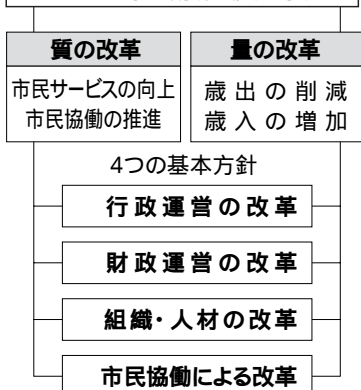 質の改革
市民サービスの向上
市民協働の推進
量の改革
歳出の削減
歳入の増加
4つの基本方針
行政運営の改革
財政運営の改革
組織・人材の改革
市民協働による改革